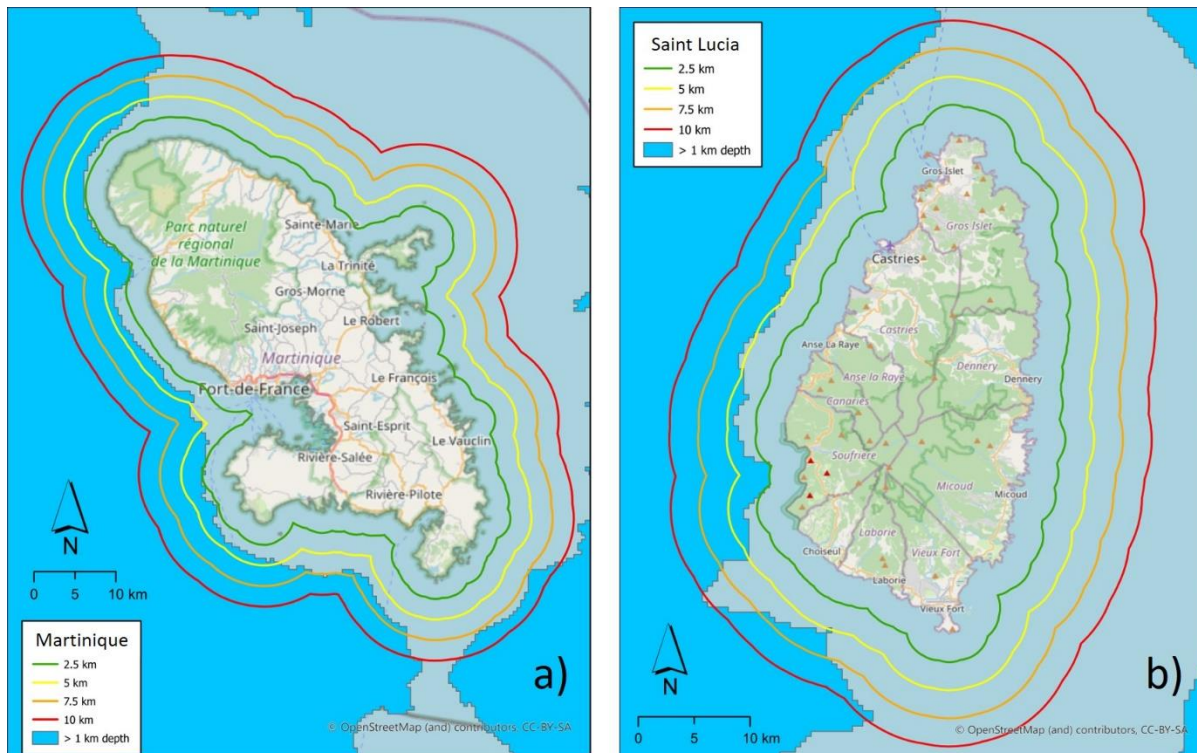 Parc naturel
régional
de la Martinique
Sainte-Marie
La Trinité
Gros-Morne
Saint-Joseph
Le Robert
Martinique
Fort-de-France
Le François
Saint-Esprit
Le Vauclin
Rivière-Salée
Rivière-Pilote
N
0 5 10 km
Martinique
2.5 km
5 km
7.5 km
10 km
> 1 km depth
a)
© OpenStreetMap (and) contributors, CC-BY-SA
Saint Lucia
2.5 km
5 km
7.5 km
10 km
> 1 km depth
Gros Islet
Gros Islet
Castries
Castries
Anse La Raye
Anse la Raye
Dennery
Dennery
Canaries
Soufrière
Micoud
Micoud
Choiseul
Laborie
Vieux Fort
Laborie
Vieux Fort
N
0 5 10 km
b)
© OpenStreetMap (and) contributors, CC-BY-SA